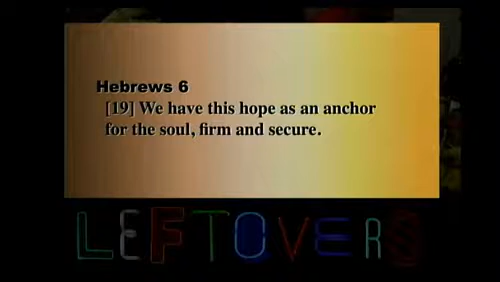 Hebrews 6
[19] We have this hope as an anchor
for the soul, firm and secure.
LEFTOVERS